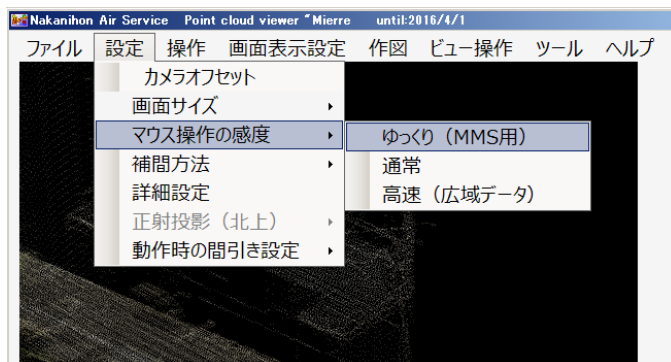 Nakanihon Air Service Point cloud viewer "Mierre until:2016/4/1
ファイル 設定 操作 画面表示設定 作図 ビュー操作 ツール ヘルプ
カメラオフセット
画面サイズ
マウス操作の感度
ゆっくり（MMS用）
補間方法
通常
詳細設定
高速（広域データ）
正射投影（北上）
動作時の間引き設定